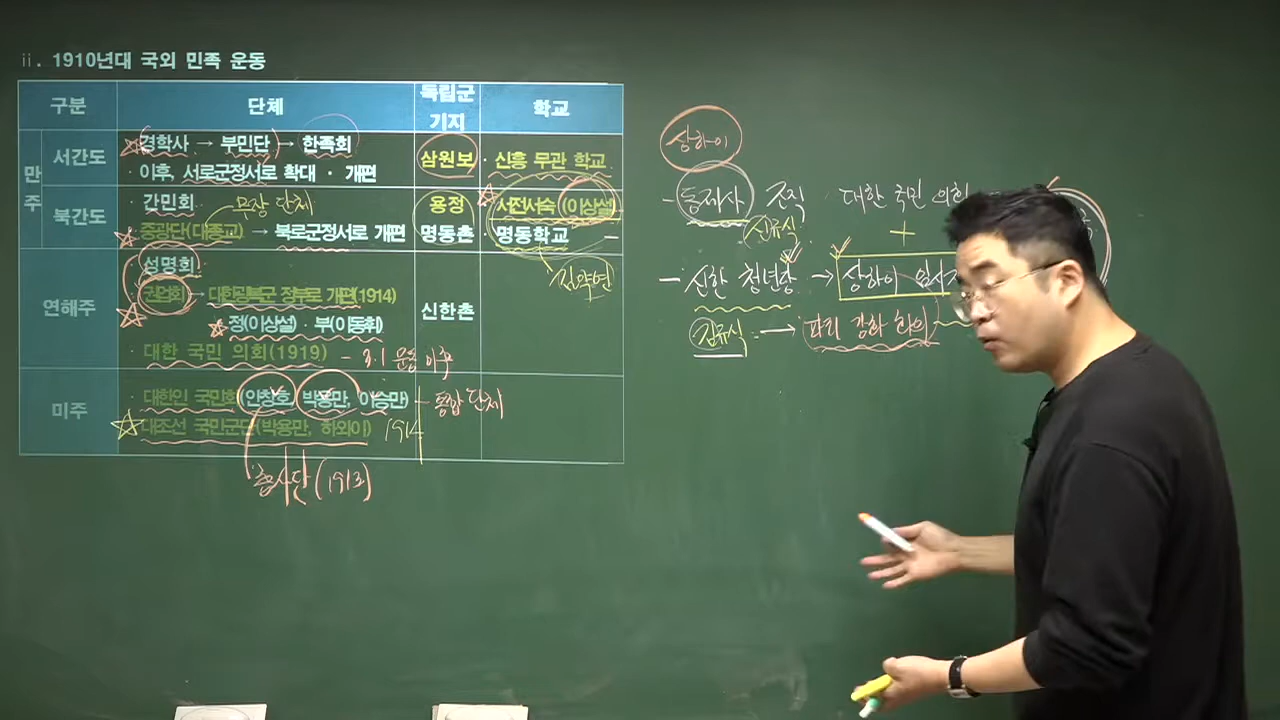 ii. 1910년대 국외 민족 운동
구분 단체 독립군 기지 학교
만주
서간도
경학사 → 부민단 → 한족회
· 이후, 서로군정서로 확대 · 개편
삼원보
· 신흥 무관 학교
북간도
· 간민회
무장 단체
· 중광단(대종교) → 북로군정서로 개편
용정
명동촌
서전서숙 (이상설)
명동학교
김약연
연해주
성명회
권업회 → 대한광복군 정부로 개편(1914)
정(이상설) · 부(이동휘)
· 대한 국민 의회(1919) - 3.1 운동 이후
신한촌
미주
· 대한인 국민회(안창호, 박용만, 이승만) - 통합 단체
· 대조선 국민군단(박용만, 하와이) 1914
흥사단(1913)
상하이
- 동제사 조직
신규식
대한 국민 의회
+
- 신한 청년당 → 상하이 임시
김규식 → 파리 강화 회의